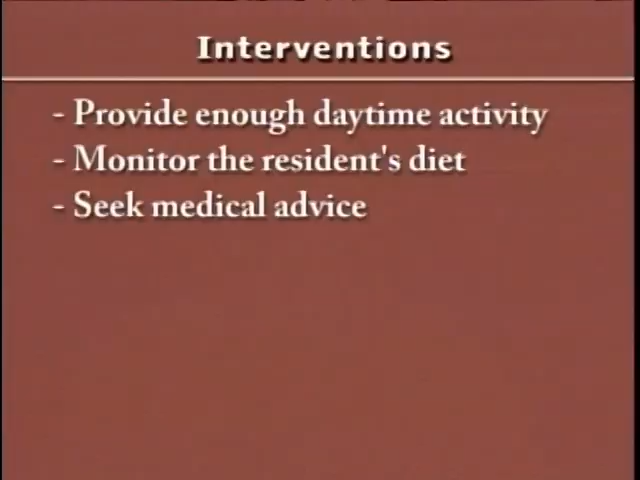 Interventions
- Provide enough daytime activity
- Monitor the resident's diet
- Seek medical advice